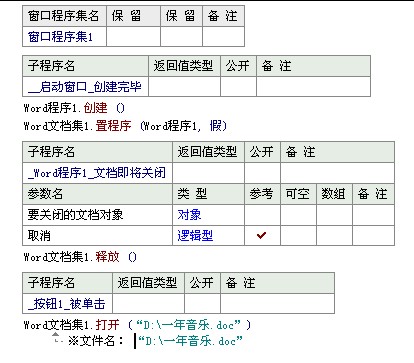 窗口程序集名 保 留 保 留 备 注
窗口程序集1
子程序名 返回值类型 公开 备 注
__启动窗口_创建完毕
Word程序1.创建 ()
Word文档集1.置程序 (Word程序1, 假)
子程序名 返回值类型 公开 备 注
_Word程序1_文档即将关闭
参数名 类 型 参考 可空 数组 备 注
要关闭的文档对象 对象
取消 逻辑型 ✓
Word文档集1.释放 ()
子程序名 返回值类型 公开 备 注
_按钮1_被单击
Word文档集1.打开 (“D:\一年音乐.doc”)
※文件名： “D:\一年音乐.doc”